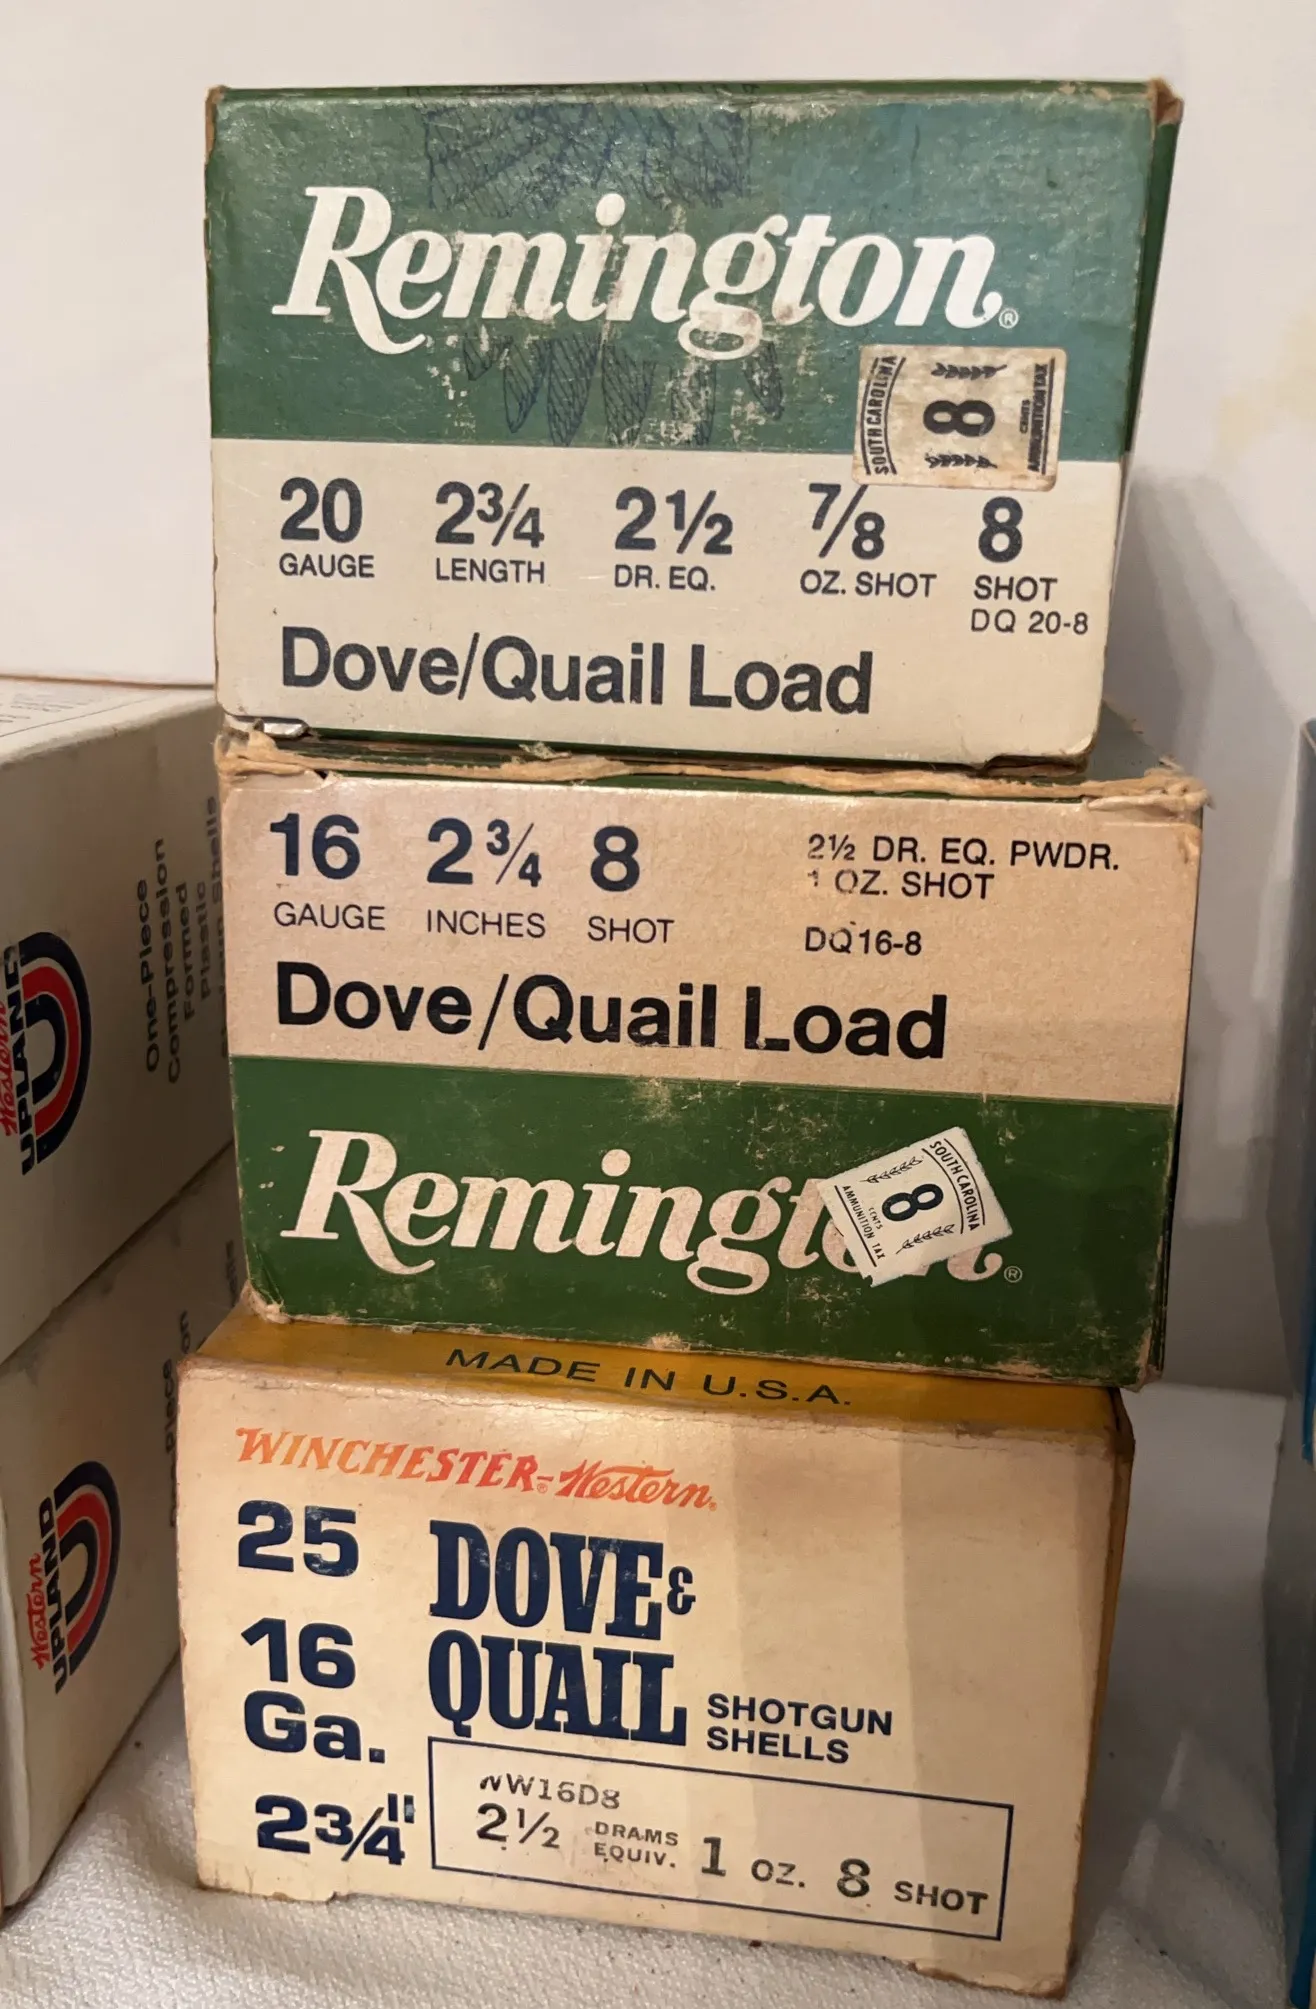 Remington®
SOUTH CAROLINA
8
CENTS
AMMUNITION TAX
20 2¾ 2½ ⅞ 8
GAUGE LENGTH DR. EQ. OZ. SHOT SHOT
DQ 20-8
Dove/Quail Load
16 2¾ 8 2½ DR. EQ. PWDR.
1 OZ. SHOT
GAUGE INCHES SHOT DQ16-8
Dove/Quail Load
Remingt
®
SOUTH CAROLINA
8
CENTS
AMMUNITION TAX
MADE IN U.S.A.
WINCHESTER®-Western®
25 DOVE &
QUAIL SHOTGUN
SHELLS
16
Ga.
2¾"
WW16D8
2½ DRAMS EQUIV. 1 OZ. 8 SHOT
One-Piece
Compression
Formed
Plastic
Western
UPLAND
Western
UPLAND